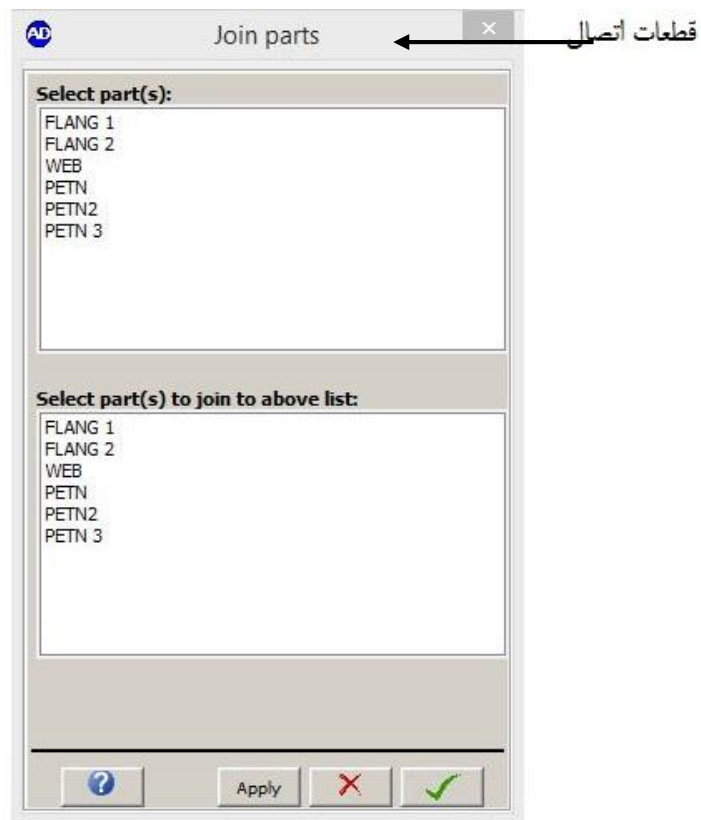 AD
Join parts
قطعات اتصال
Select part(s):
FLANG 1
FLANG 2
WEB
PETN
PETN2
PETN 3
Select part(s) to join to above list:
FLANG 1
FLANG 2
WEB
PETN
PETN2
PETN 3
Apply